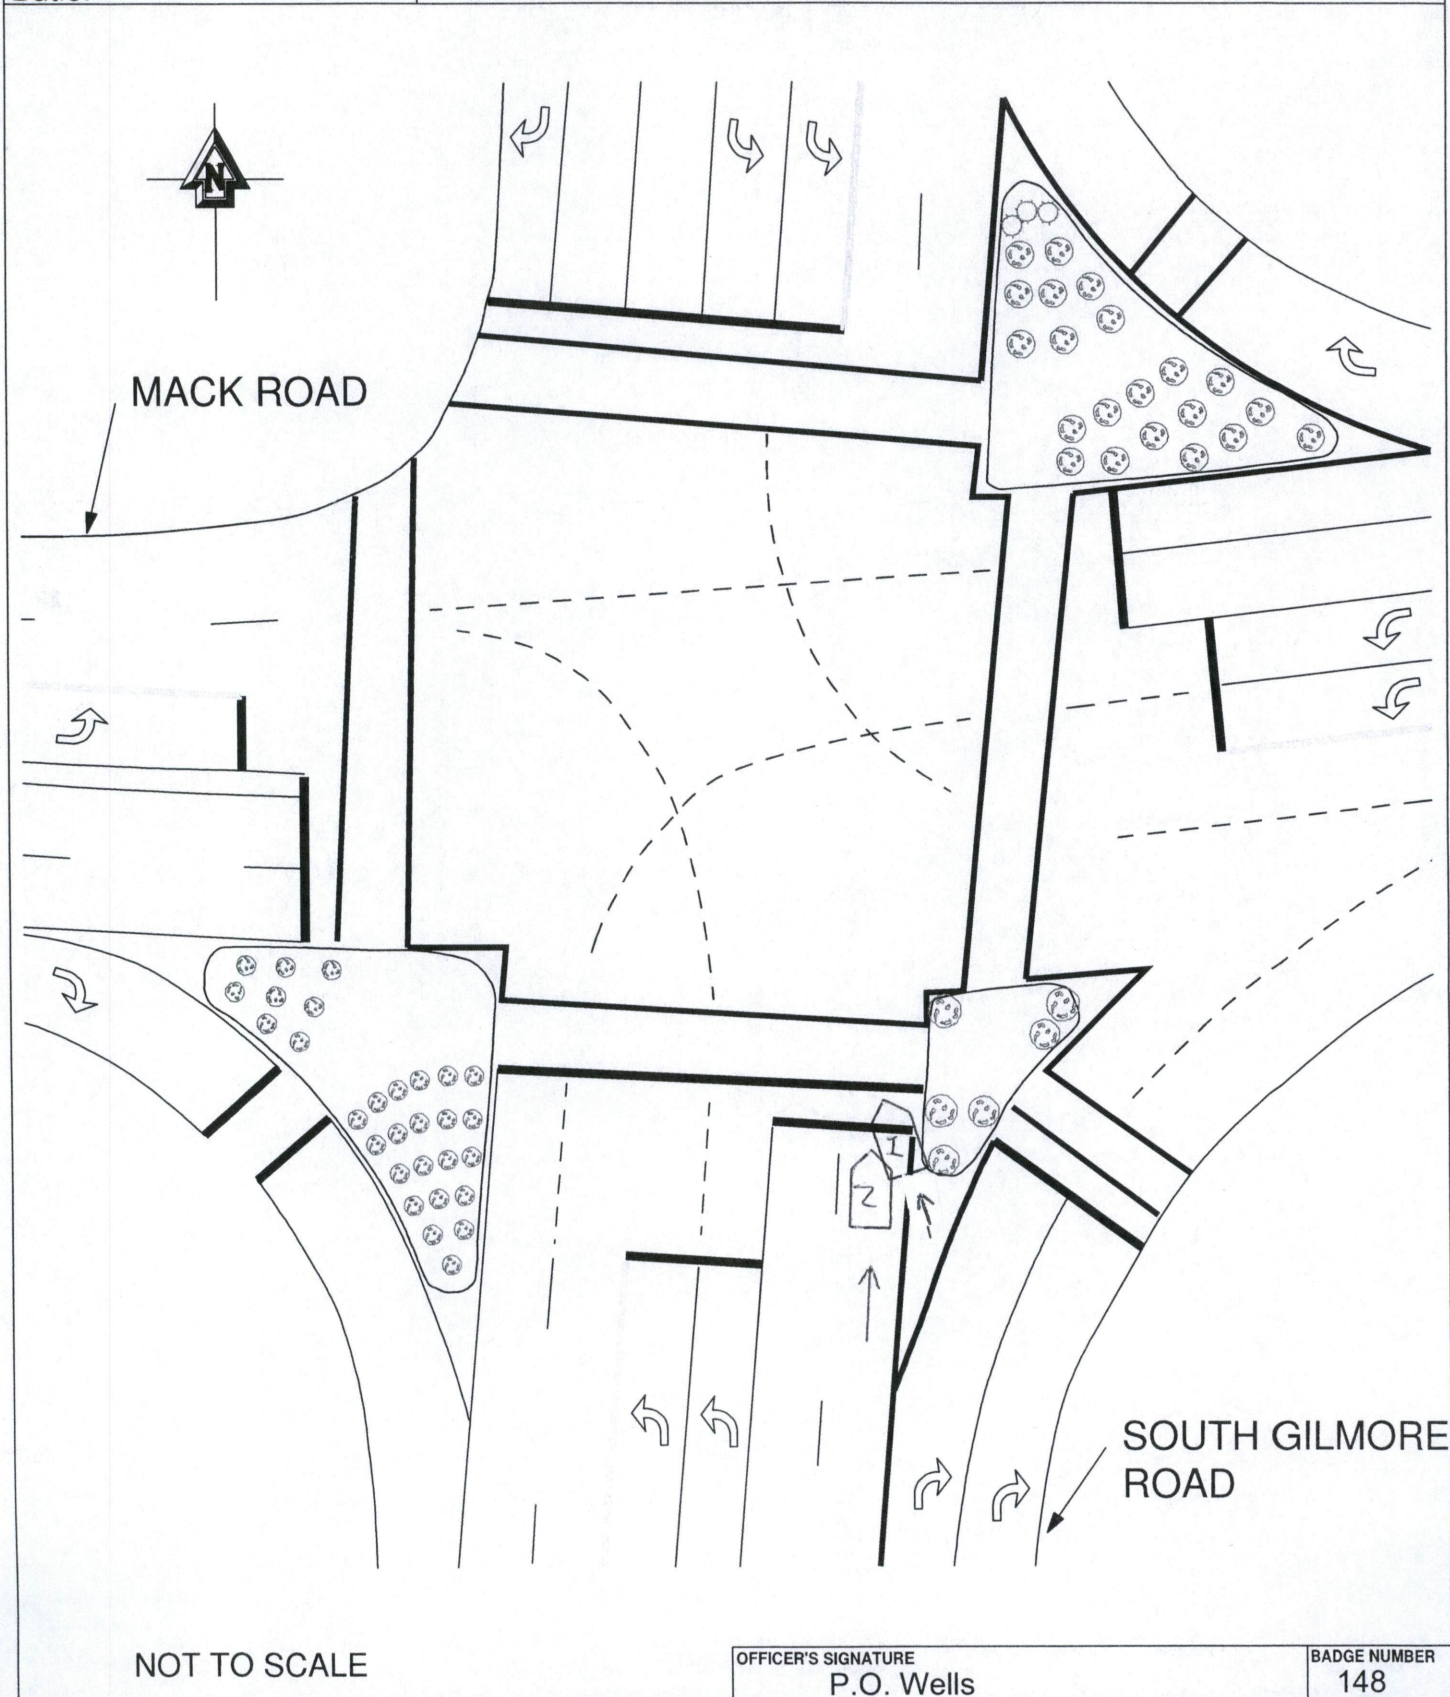 N
MACK ROAD
1
2
SOUTH GILMORE
ROAD
NOT TO SCALE
OFFICER'S SIGNATURE
P.O. Wells
BADGE NUMBER
148